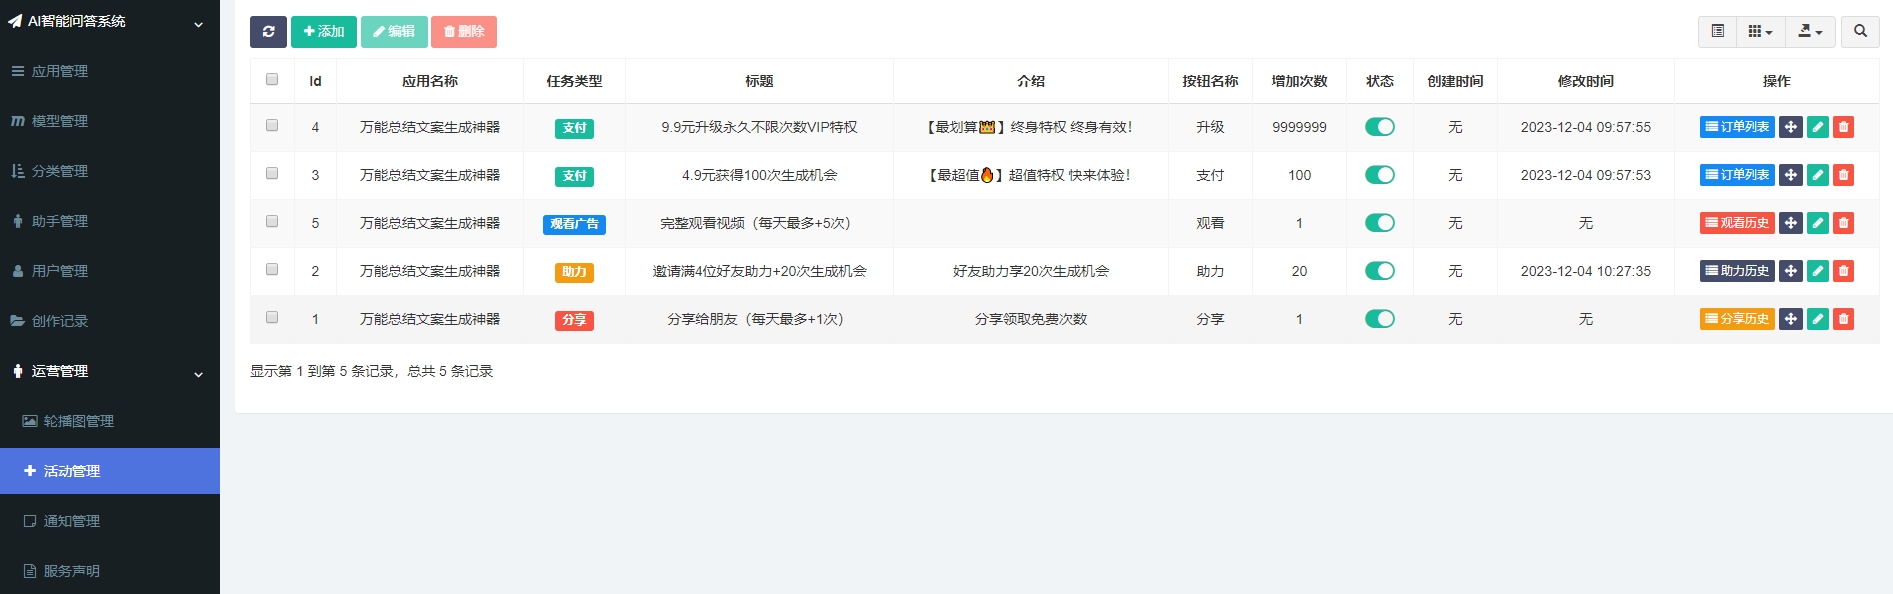 AI智能问答系统
应用管理
模型管理
分类管理
助手管理
用户管理
创作记录
运营管理
轮播图管理
活动管理
通知管理
服务声明
添加 编辑 删除
Id 应用名称 任务类型 标题 介绍 按钮名称 增加次数 状态 创建时间 修改时间 操作
4 万能总结文案生成神器 支付 9.9元升级永久不限次数VIP特权 【最划算👑】终身特权 终身有效! 升级 9999999 无 2023-12-04 09:57:55 订单列表
3 万能总结文案生成神器 支付 4.9元获得100次生成机会 【最超值🔥】超值特权 快来体验! 支付 100 无 2023-12-04 09:57:53 订单列表
5 万能总结文案生成神器 观看广告 完整观看视频（每天最多+5次） 观看 1 无 无 观看历史
2 万能总结文案生成神器 助力 邀请满4位好友助力+20次生成机会 好友助力享20次生成机会 助力 20 无 2023-12-04 10:27:35 助力历史
1 万能总结文案生成神器 分享 分享给朋友（每天最多+1次） 分享领取免费次数 分享 1 无 无 分享历史
显示第 1 到第 5 条记录，总共 5 条记录